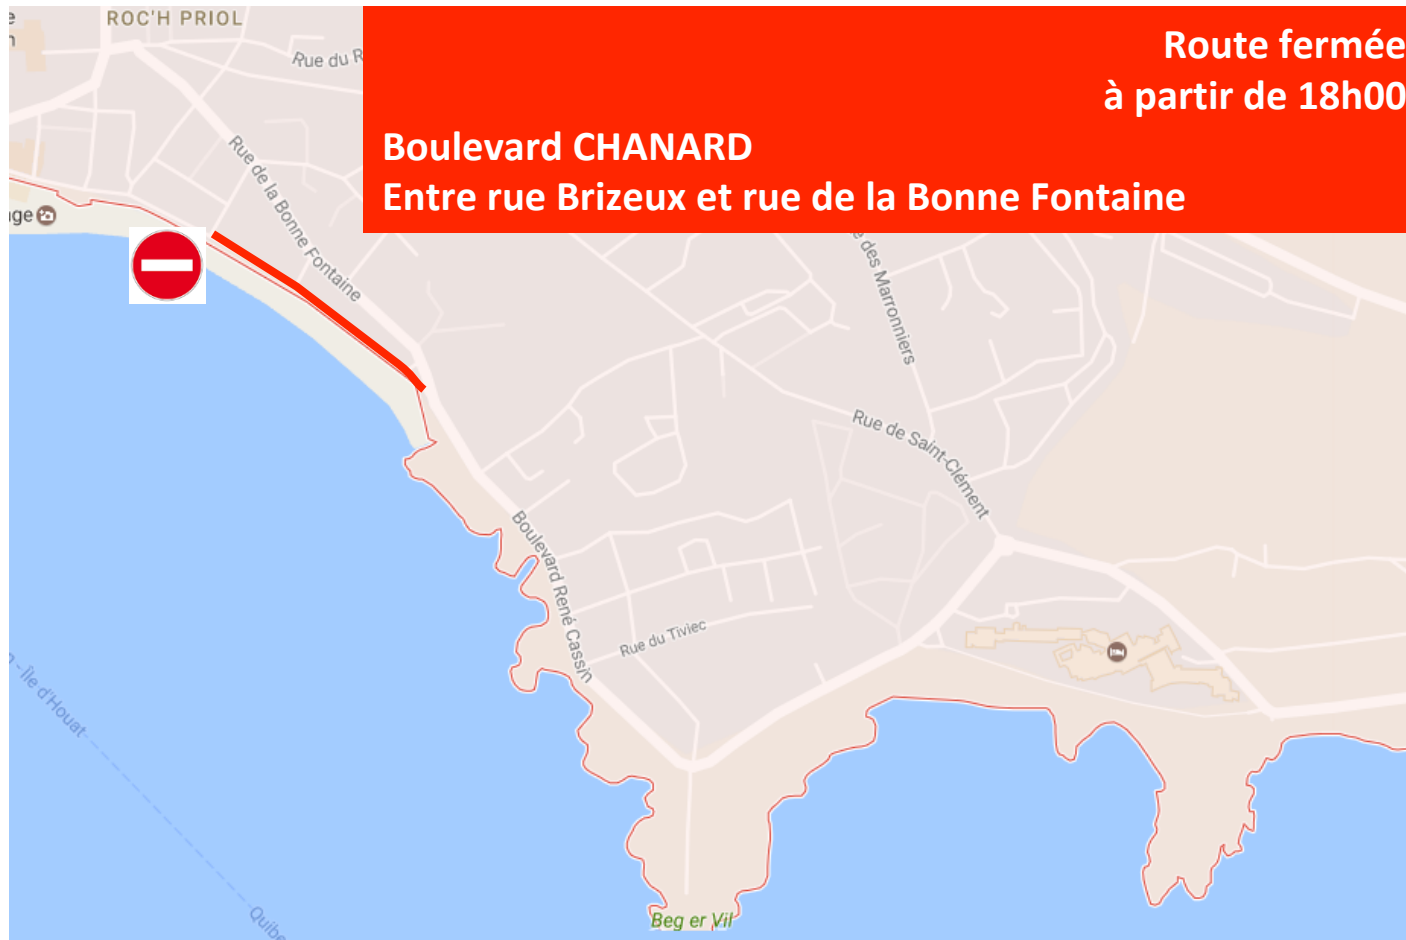 ROC'H PRIOL
Rue du R
Route fermée
à partir de 18h00
Boulevard CHANARD
Entre rue Brizeux et rue de la Bonne Fontaine
Rue de la Bonne Fontaine
ge
e des Marronniers
Rue de Saint-Clément
Boulevard René Cassin
Rue du Tiviec
n - Île d'Houat
Quibe
Beg er Vil